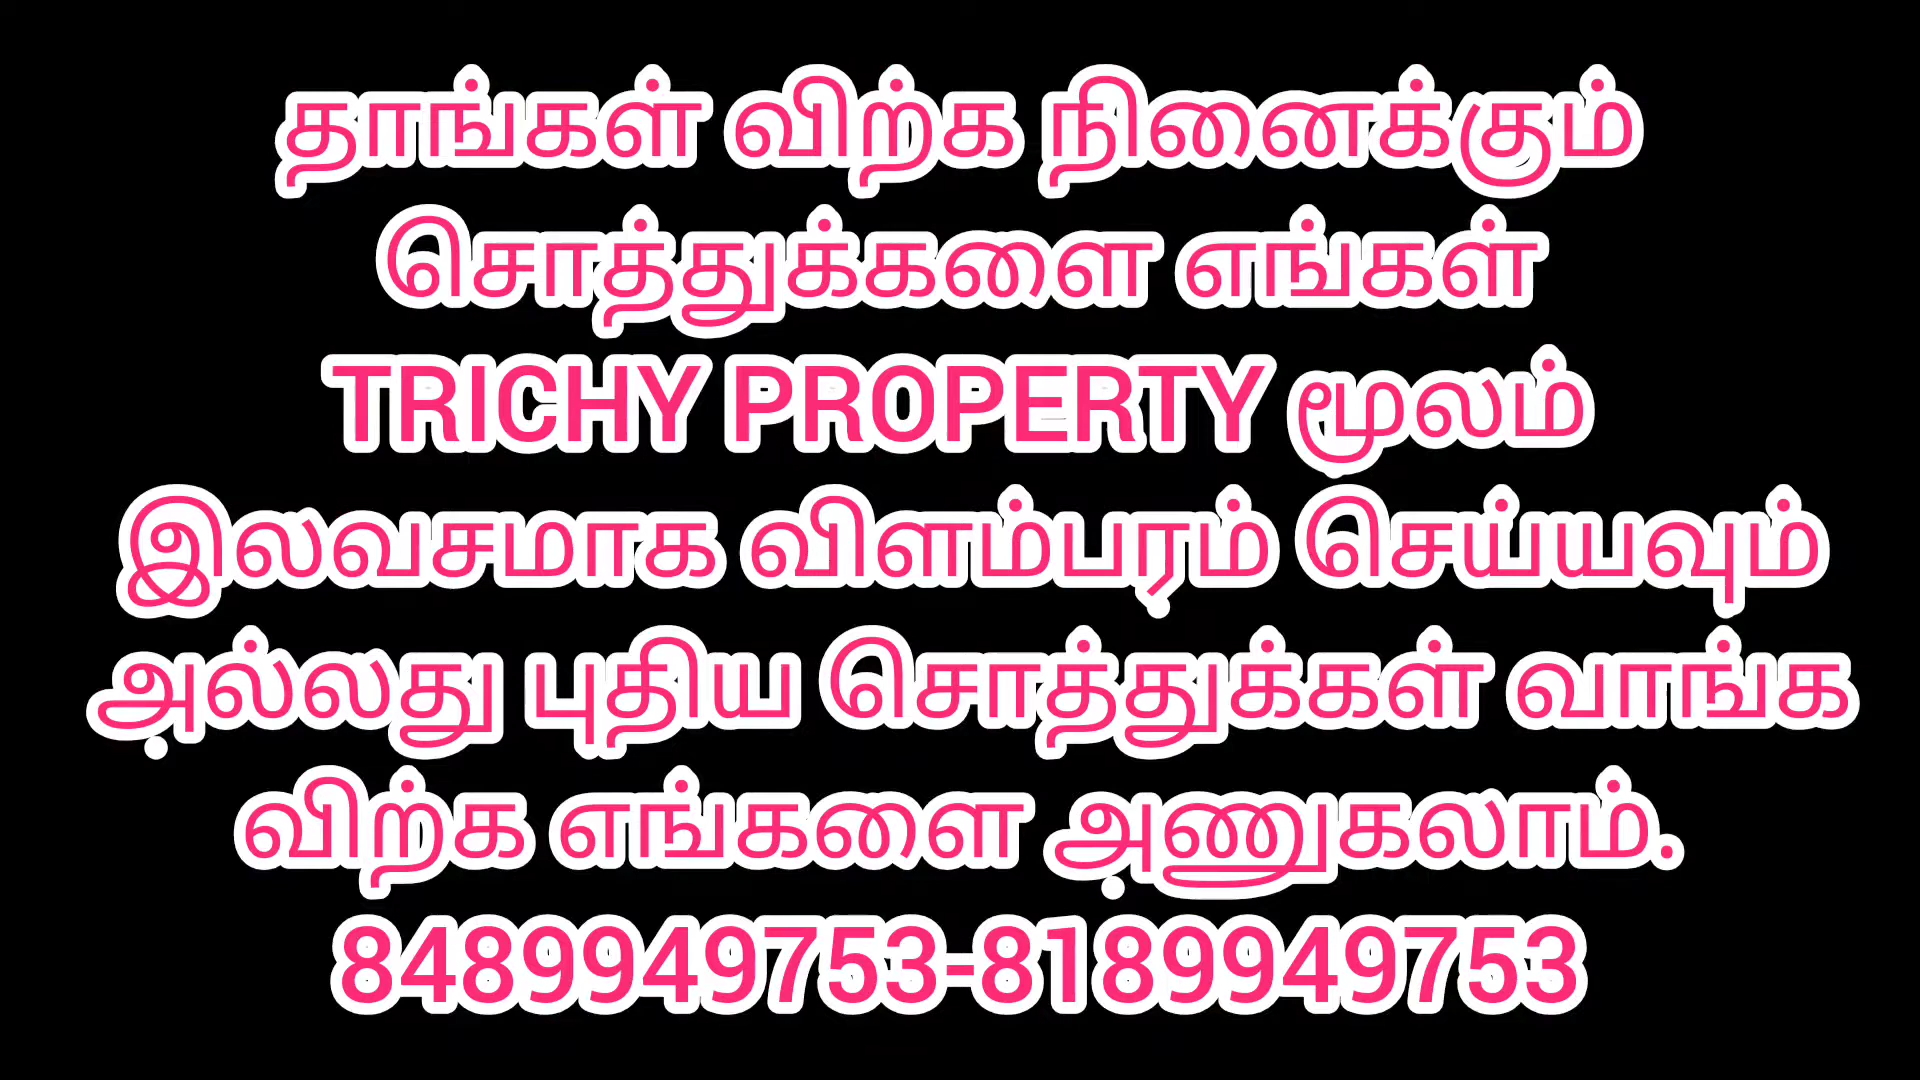 தாங்கள் விற்க நினைக்கும்
சொத்துக்களை எங்கள்
TRICHY PROPERTY மூலம்
இலவசமாக விளம்பரம் செய்யவும்
அல்லது புதிய சொத்துக்கள் வாங்க
விற்க எங்களை அணுகலாம்.
8489949753-8189949753